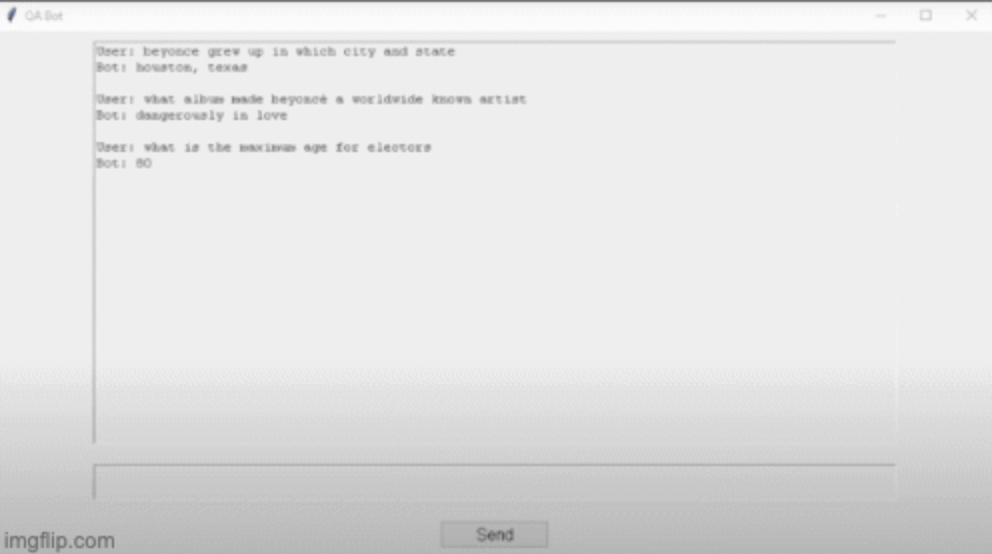 QA Bot
User: beyonce grew up in which city and state
Bot: houston, texas
User: what album made beyoncé a worldwide known artist
Bot: dangerously in love
User: what is the maximum age for electors
Bot: 80
Send
imgflip.com